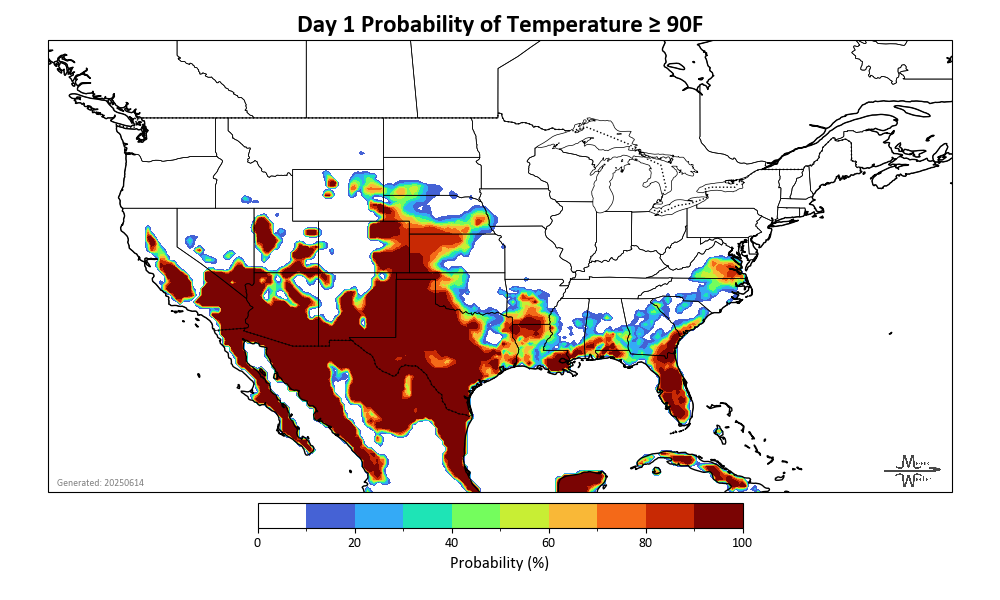 Day 1 Probability of Temperature ≥ 90F
Generated: 20250614
0 20 40 60 80 100
Probability (%)